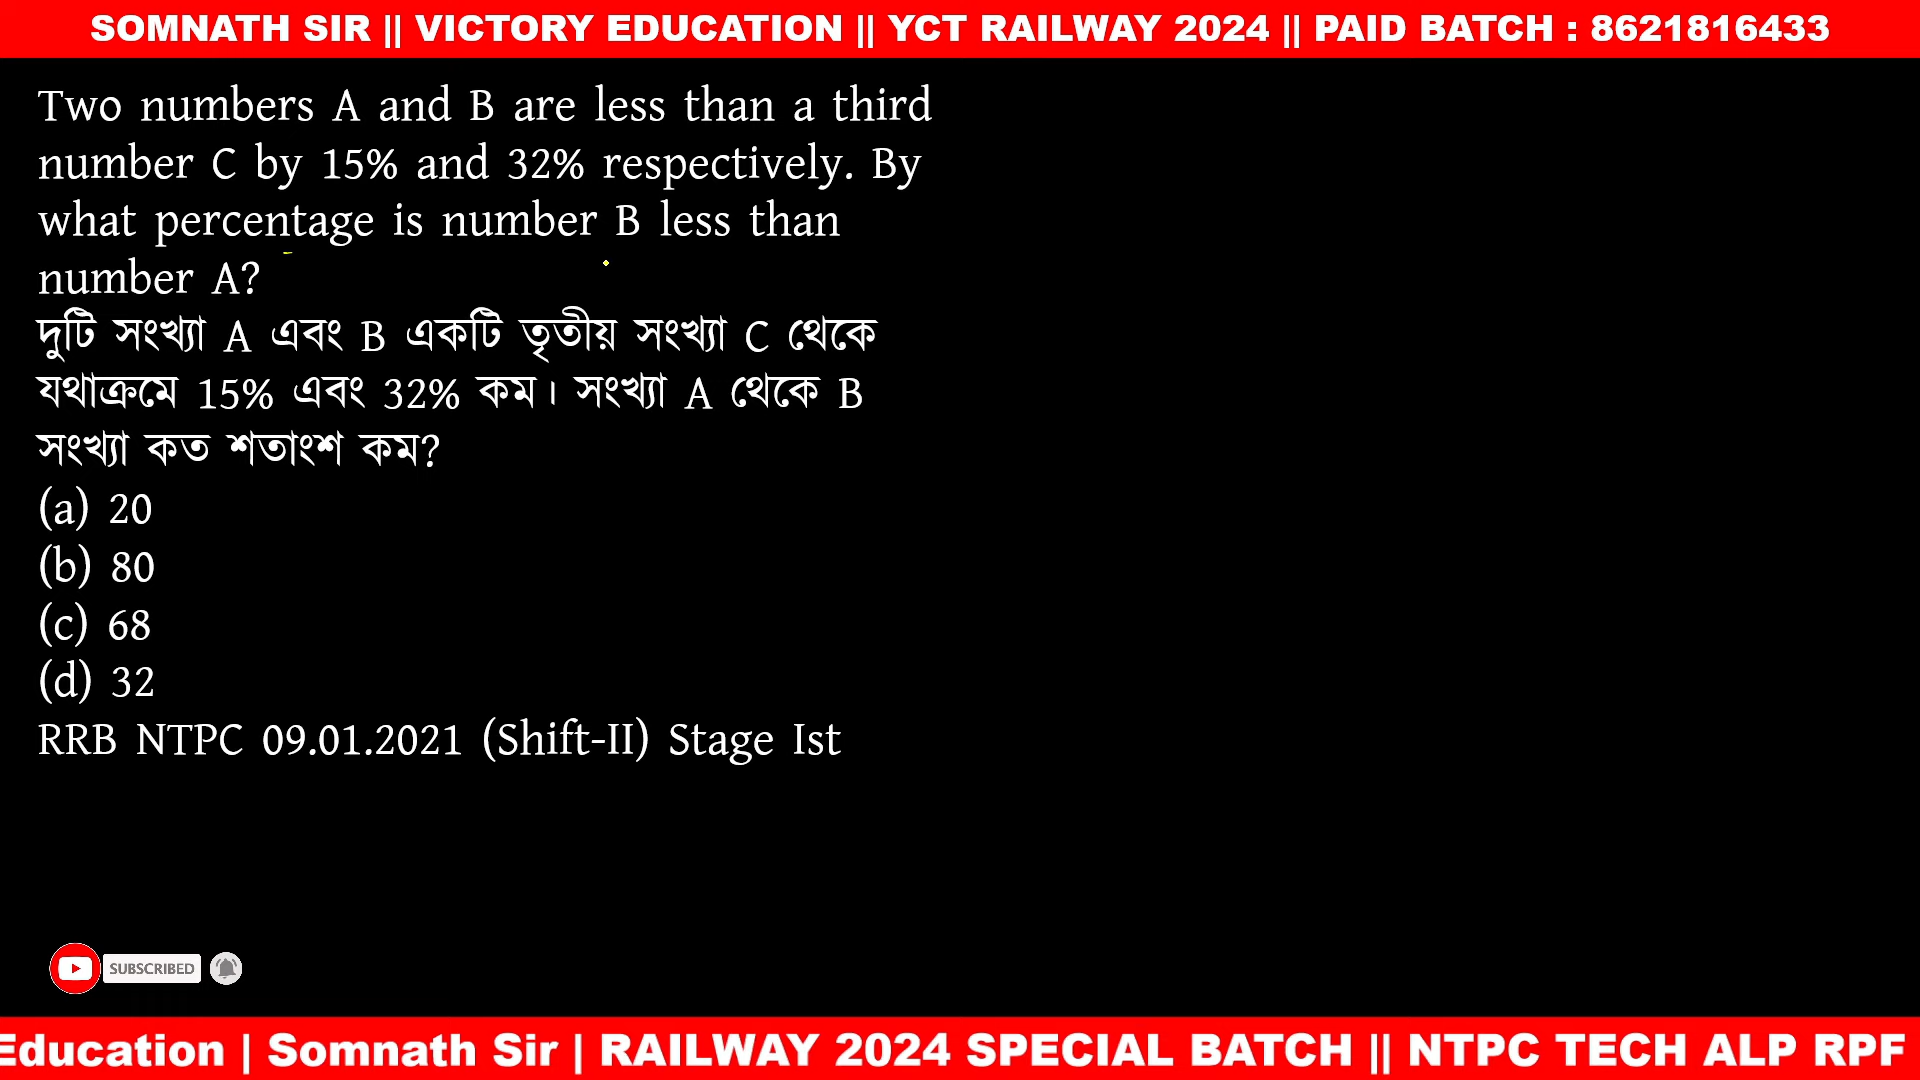 SOMNATH SIR || VICTORY EDUCATION || YCT RAILWAY 2024 || PAID BATCH : 8621816433
Two numbers A and B are less than a third
number C by 15% and 32% respectively. By
what percentage is number B less than
number A?
দুটি সংখ্যা A এবং B একটি তৃতীয় সংখ্যা C থেকে
যথাক্রমে 15% এবং 32% কম। সংখ্যা A থেকে B
সংখ্যা কত শতাংশ কম?
(a) 20
(b) 80
(c) 68
(d) 32
RRB NTPC 09.01.2021 (Shift-II) Stage Ist
SUBSCRIBED
Education | Somnath Sir | RAILWAY 2024 SPECIAL BATCH || NTPC TECH ALP RPF